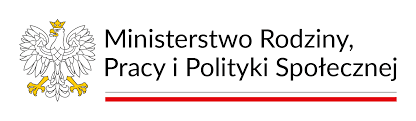 Ministerstwo Rodziny,
Pracy i Polityki Społecznej